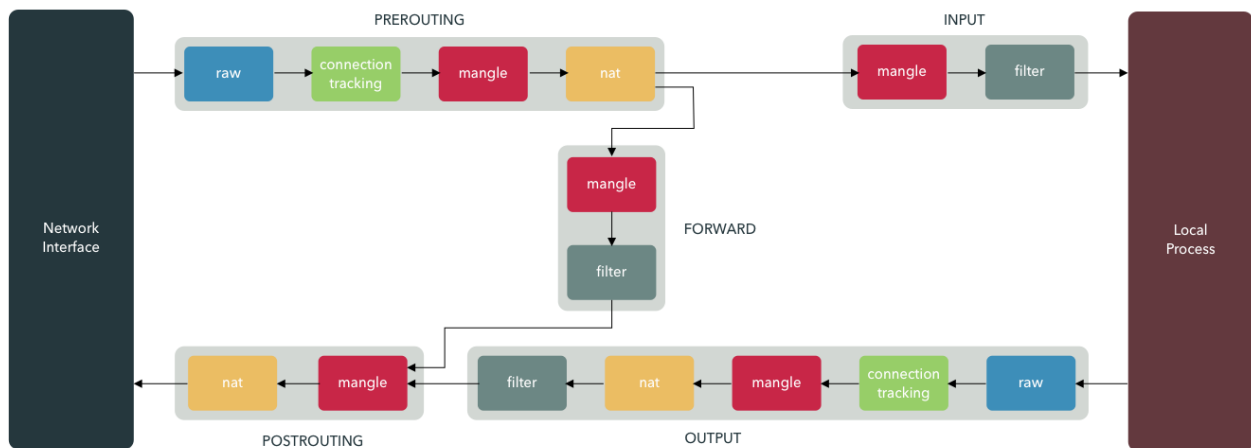 PREROUTING
INPUT
raw
connection
tracking
mangle
nat
mangle
filter
mangle
Network
Interface
FORWARD
Local
Process
filter
nat
mangle
filter
nat
mangle
connection
tracking
raw
POSTROUTING
OUTPUT